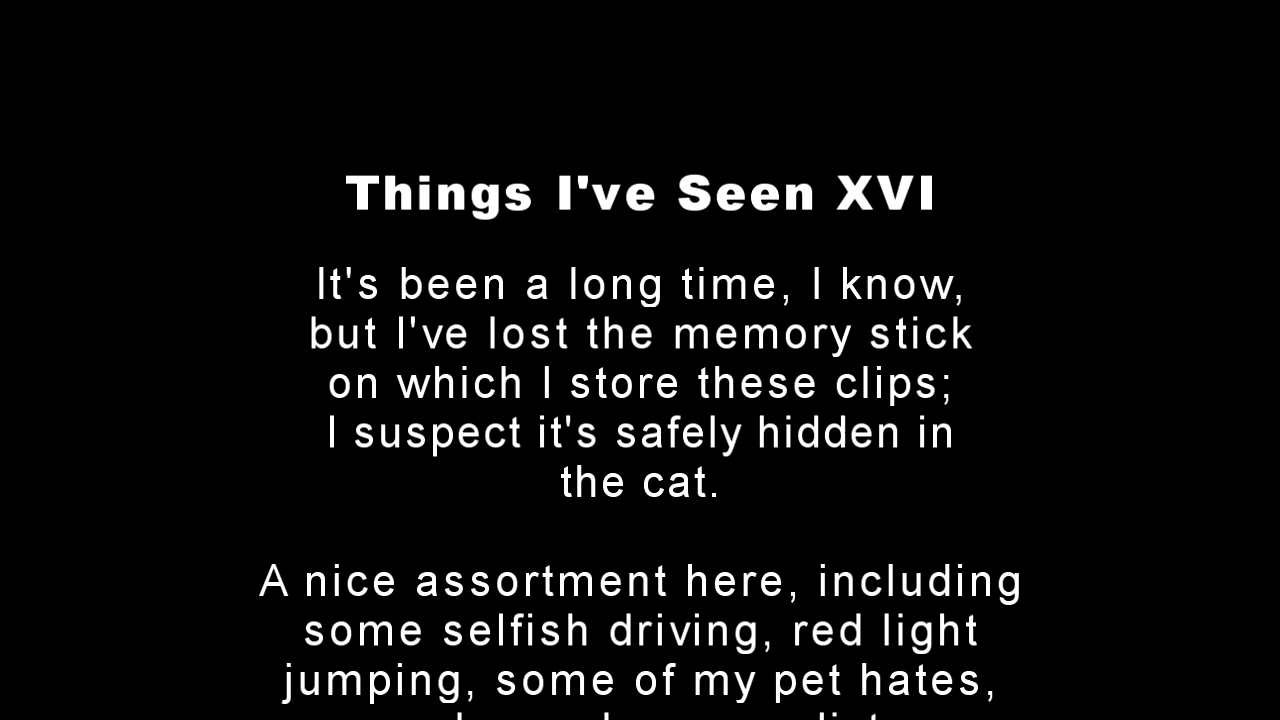 Things I've Seen XVI
It's been a long time, I know,
but I've lost the memory stick
on which I store these clips;
I suspect it's safely hidden in
the cat.
A nice assortment here, including
some selfish driving, red light
jumping, some of my pet hates,